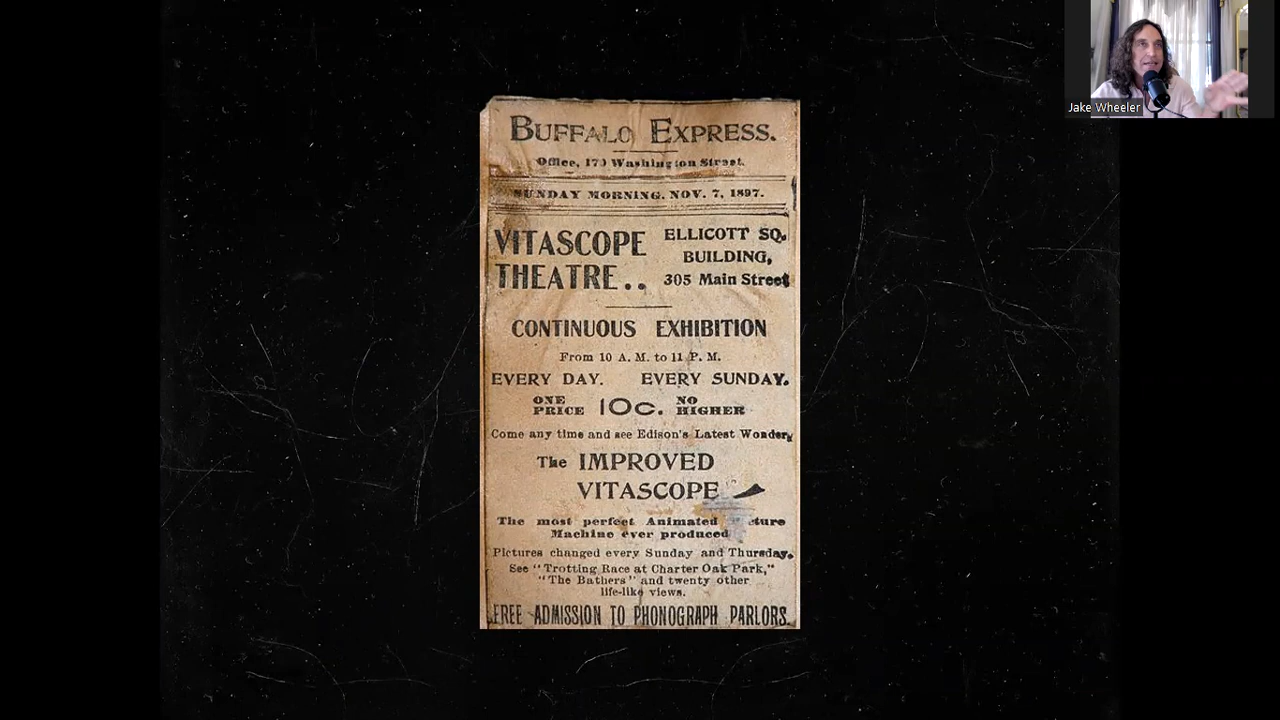 BUFFALO EXPRESS.
Office, 179 Washington Street.
SUNDAY MORNING, NOV. 7, 1897.
VITASCOPE THEATRE..
ELLICOTT SQ. BUILDING,
305 Main Street
CONTINUOUS EXHIBITION
From 10 A. M. to 11 P. M.
EVERY DAY. EVERY SUNDAY.
ONE PRICE 10c. NO HIGHER
Come any time and see Edison's Latest Wonder,
The IMPROVED
VITASCOPE
The most perfect Animated
Machine ever produced
Pictures changed every Sunday and Thursday.
See "Trotting Race at Charter Oak Park,"
"The Bathers" and twenty other
life-like views.
FREE ADMISSION TO PHONOGRAPH PARLORS.
Jake Wheeler